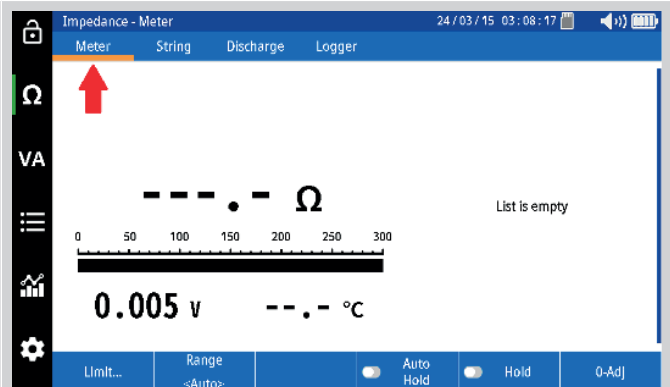 Impedance - Meter 24/03/15 03:08:17
Meter String Discharge Logger
Ω
VA
---.- Ω
List is empty
0 50 100 150 200 250 300
0.005 V --.- °C
Limit... Range <Auto> Auto Hold Hold 0-Adj